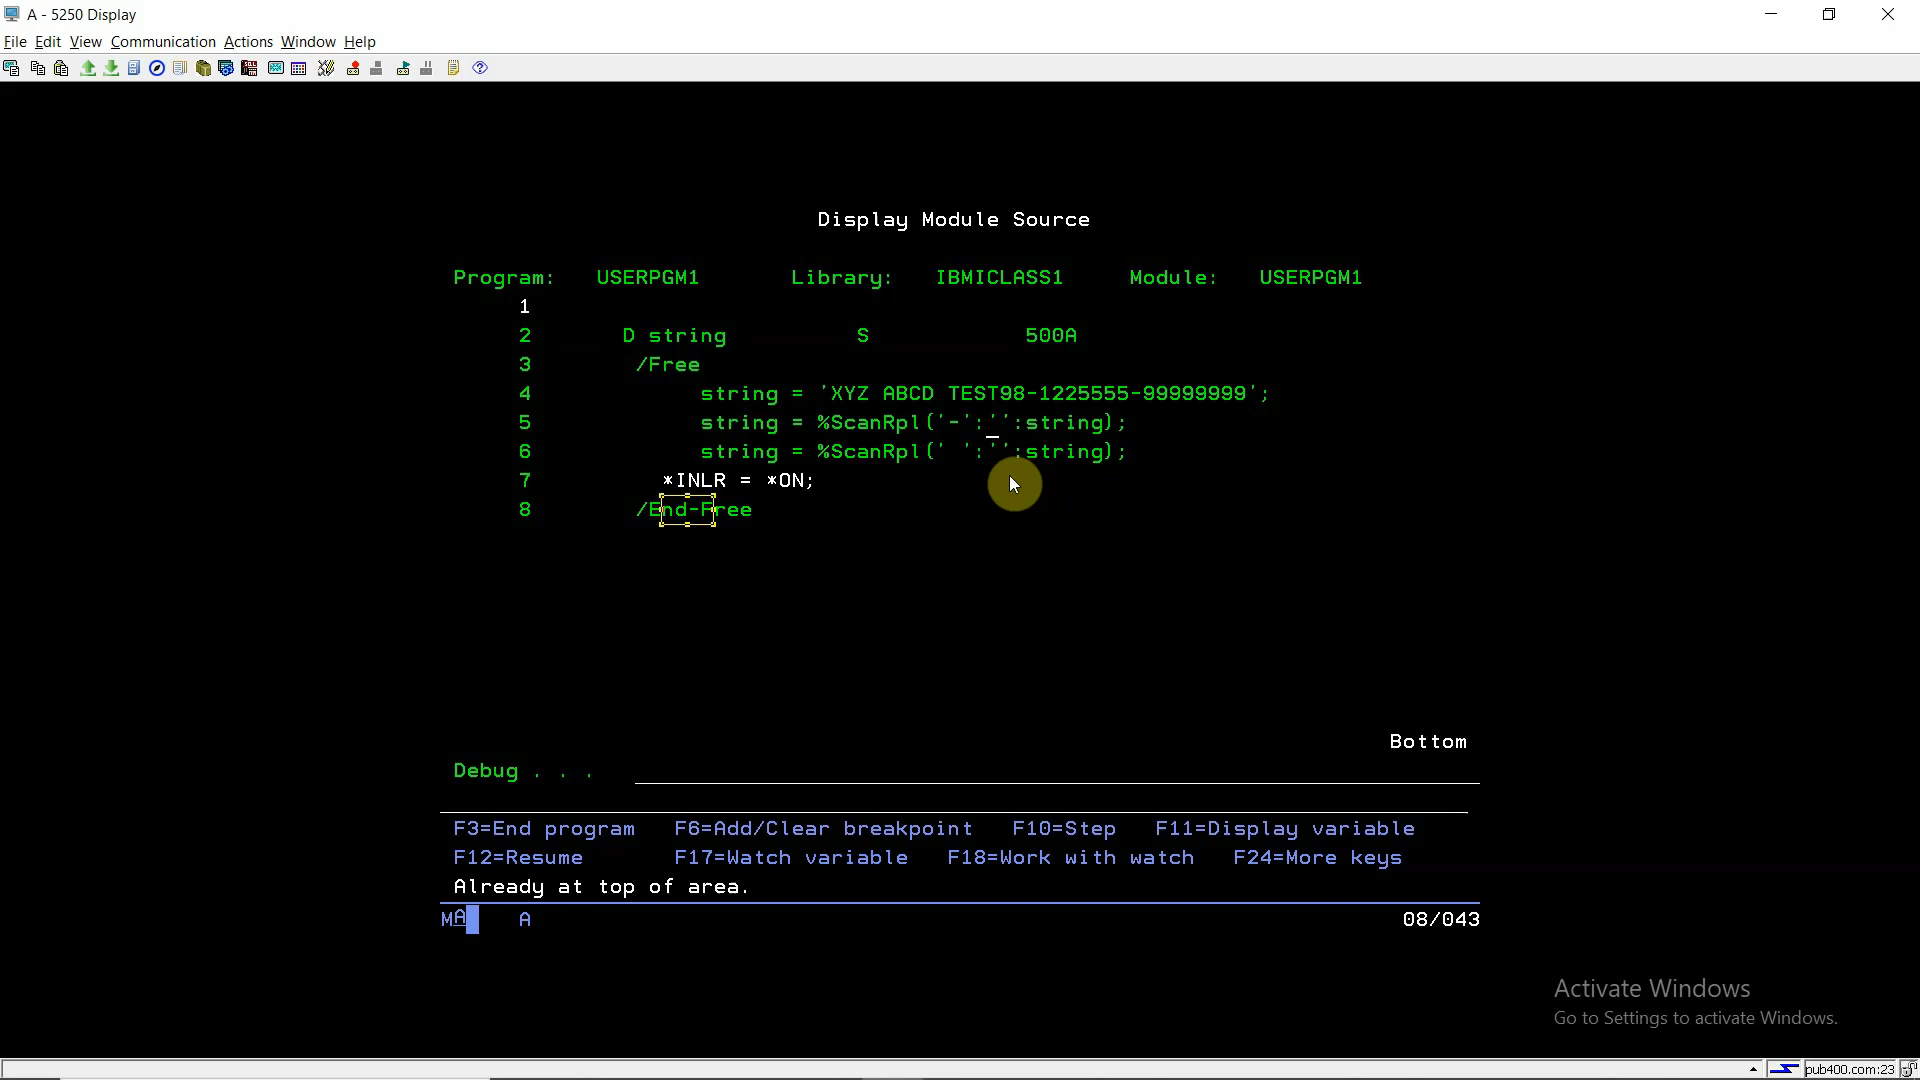 A - 5250 Display
File Edit View Communication Actions Window Help
Display Module Source
Program: USERPGM1 Library: IBMICLASS1 Module: USERPGM1
1
2 D string S 500A
3 /Free
4 string = 'XYZ ABCD TEST98-1225555-99999999';
5 string = %ScanRpl('-':'':string);
6 string = %ScanRpl(' ':'':string);
7 *INLR = *ON;
8 /End-Free
Bottom
Debug . . .
F3=End program F6=Add/Clear breakpoint F10=Step F11=Display variable
F12=Resume F17=Watch variable F18=Work with watch F24=More keys
Already at top of area.
MA A 08/043
Activate Windows
Go to Settings to activate Windows.
pub400.com:23